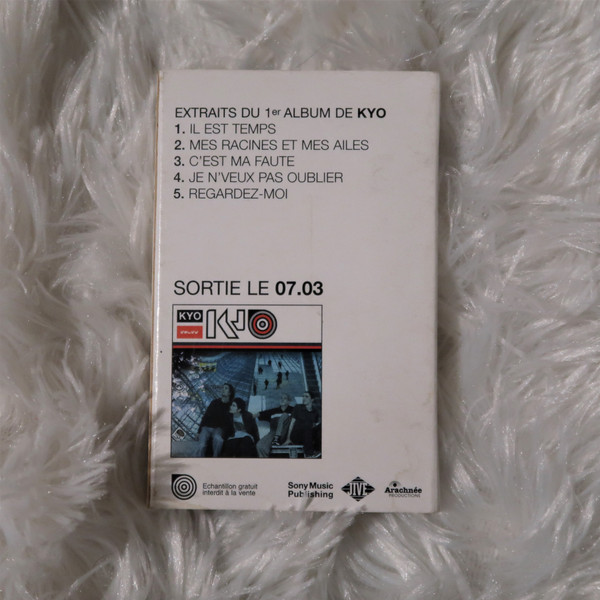 EXTRAITS DU 1er ALBUM DE KYO
1. IL EST TEMPS
2. MES RACINES ET MES AILES
3. C'EST MA FAUTE
4. JE N'VEUX PAS OUBLIER
5. REGARDEZ-MOI
SORTIE LE 07.03
KYO
KYO
Echantillon gratuit
interdit à la vente
Sony Music
Publishing
JIVE
Arachnée
PRODUCTIONS